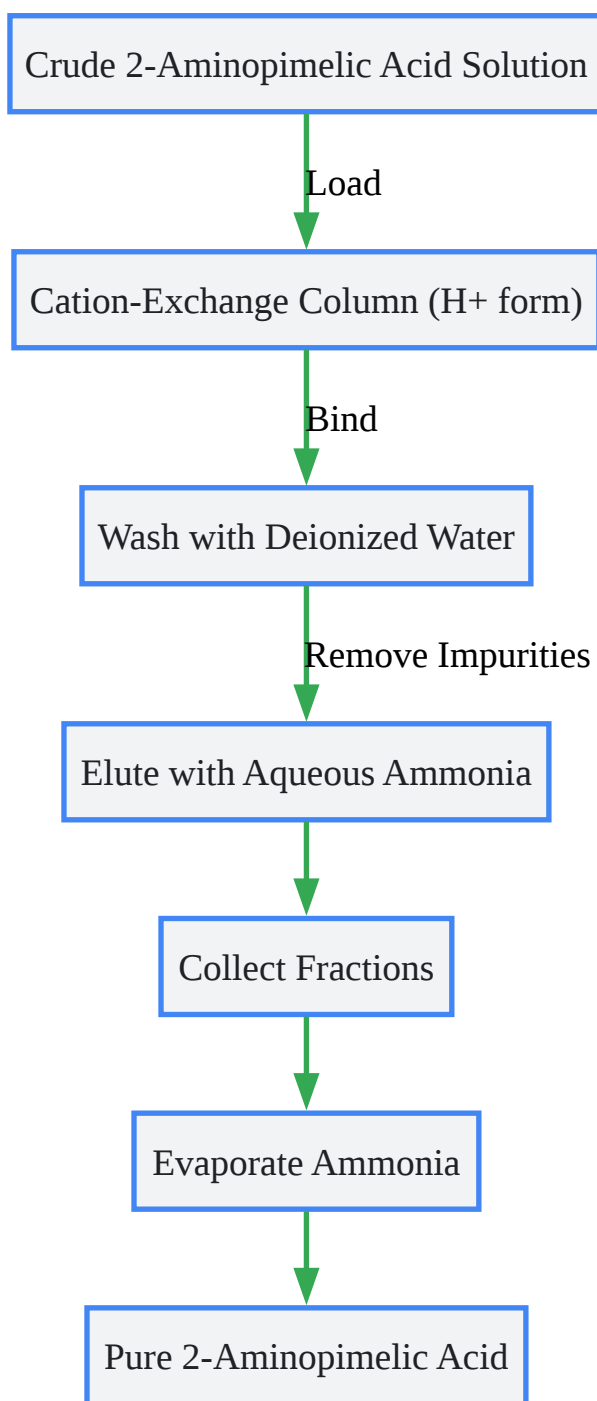 Crude 2-Aminopimelic Acid Solution
Load
Cation-Exchange Column (H+ form)
Bind
Wash with Deionized Water
Remove Impurities
Elute with Aqueous Ammonia
Collect Fractions
Evaporate Ammonia
Pure 2-Aminopimelic Acid